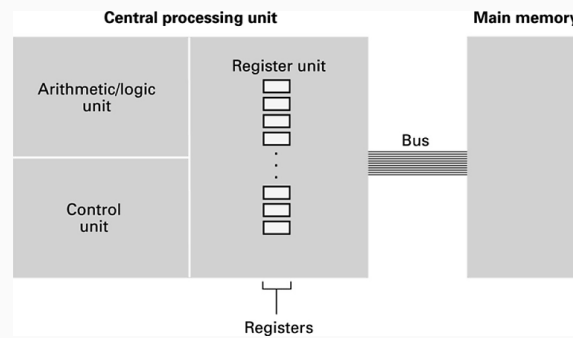 Central processing unit
Main memory
Arithmetic/logic
unit
Register unit
Bus
Control
unit
Registers